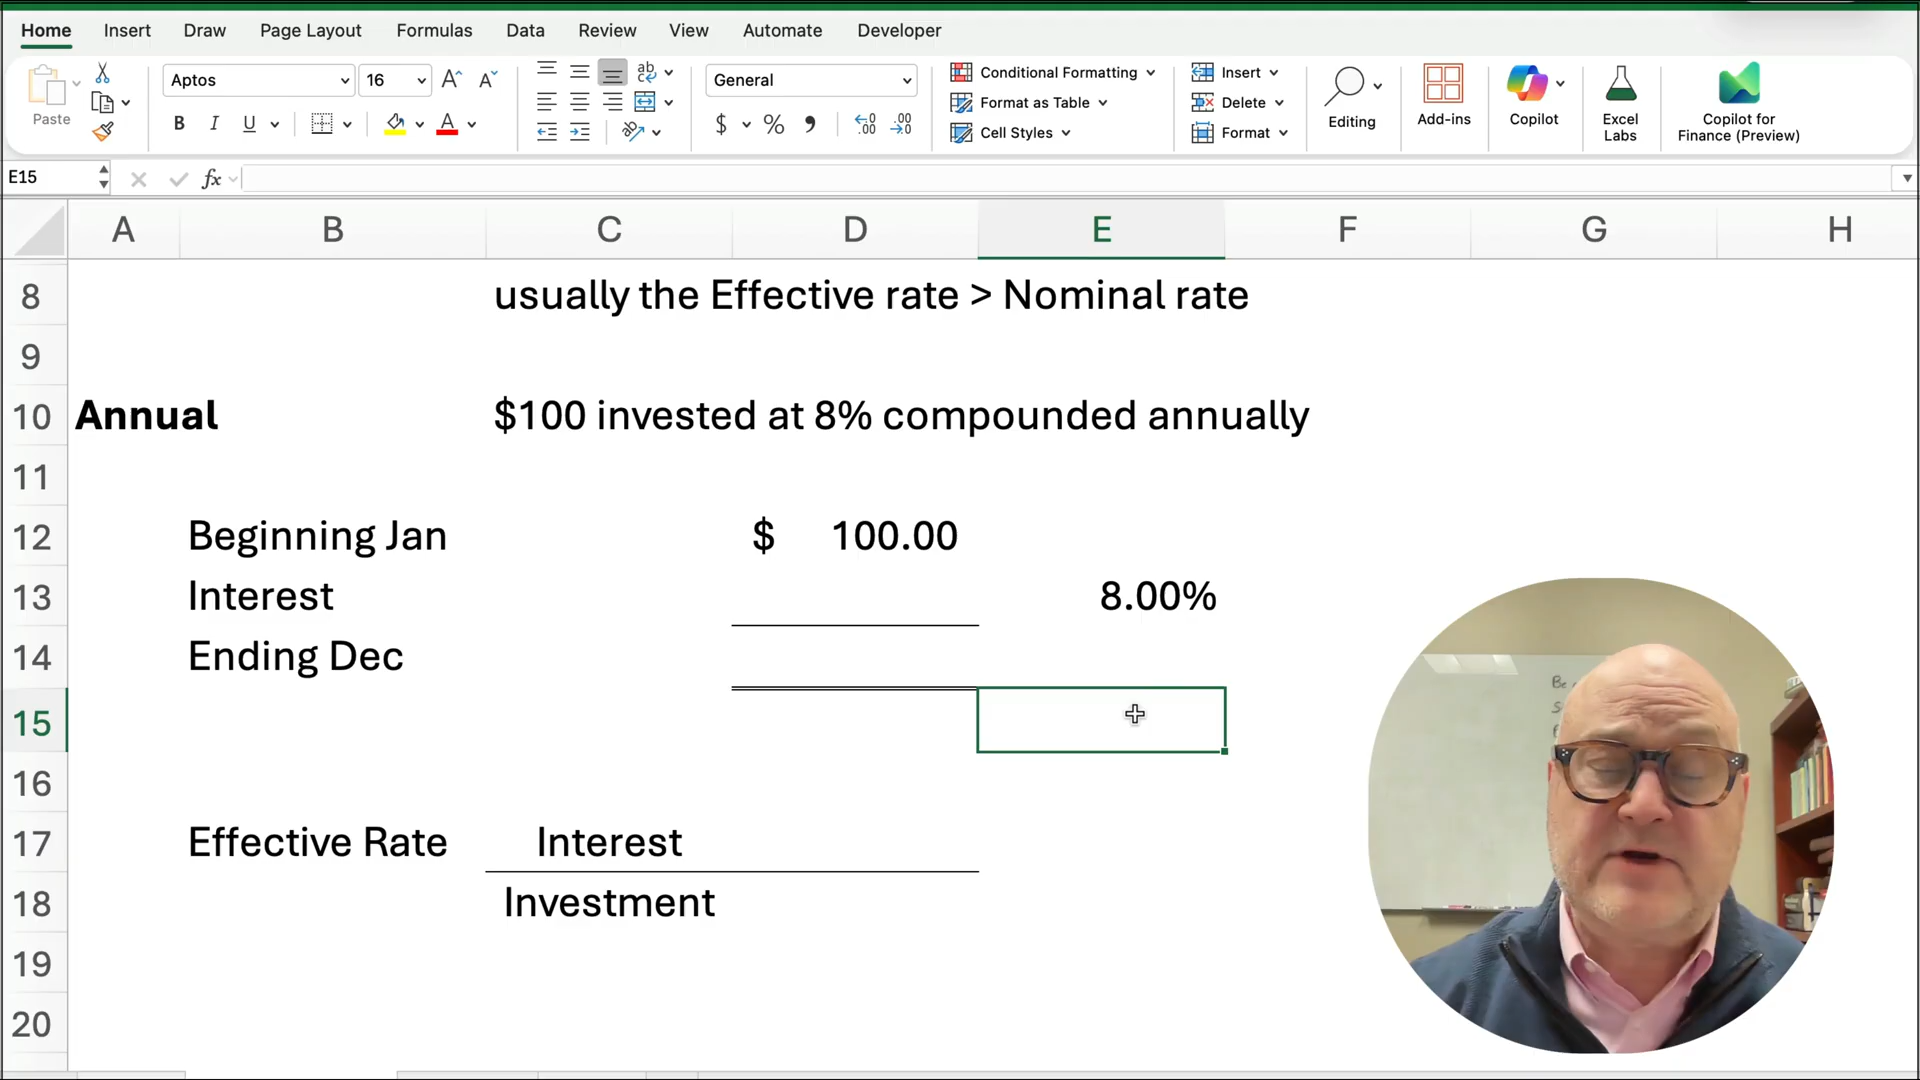 Home Insert Draw Page Layout Formulas Data Review View Automate Developer
Paste
Aptos 16
General
Conditional Formatting
Format as Table
Cell Styles
Insert
Delete
Format
Editing
Add-ins
Copilot
Excel Labs
Copilot for Finance (Preview)
E15 fx
A B C D E F G H
8 usually the Effective rate > Nominal rate
9
10 Annual $100 invested at 8% compounded annually
11
12 Beginning Jan $ 100.00
13 Interest 8.00%
14 Ending Dec
15
16
17 Effective Rate Interest
18 Investment
19
20